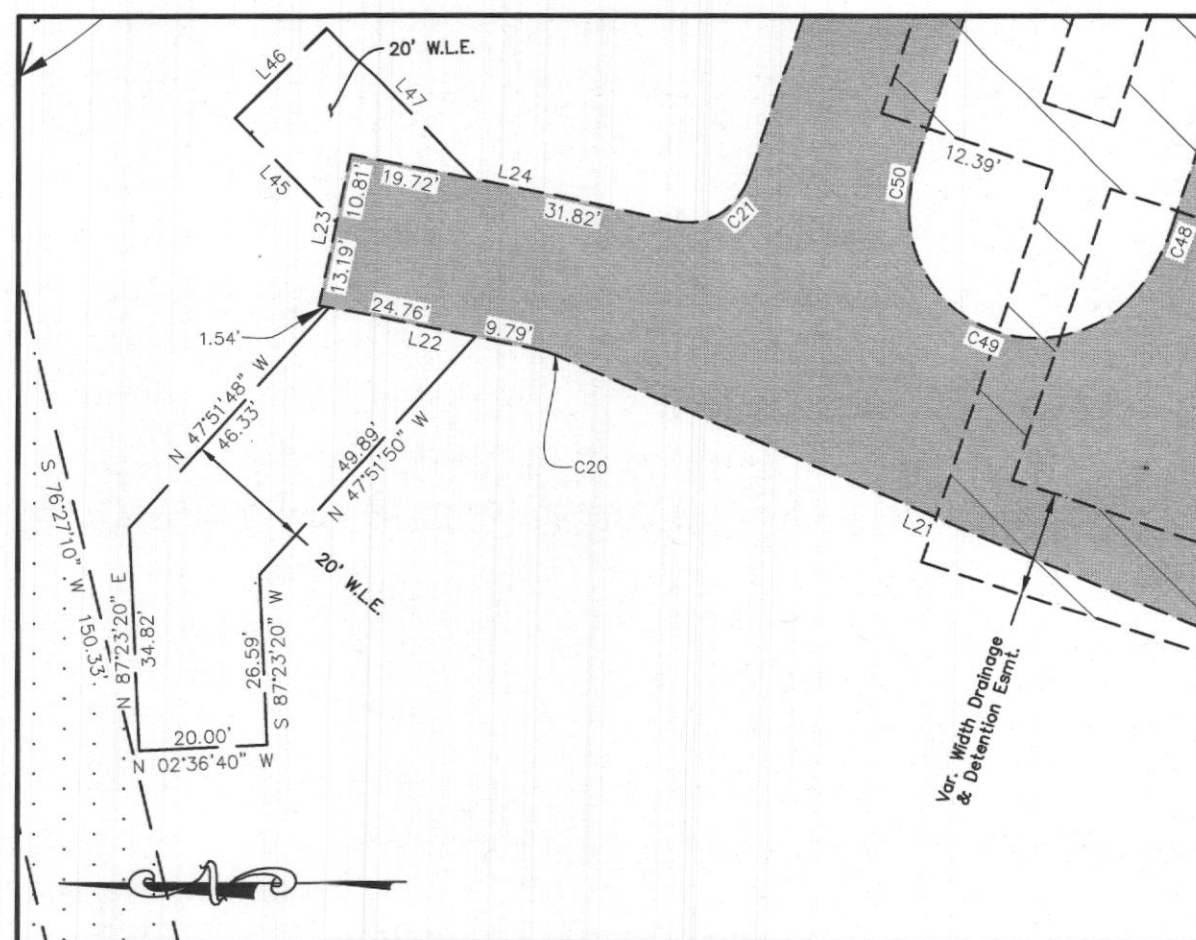 L46
20' W.L.E.
L47
L45
L24
19.72'
10.81'
31.82'
L23
C21
12.39'
C50
C48
13.19'
24.76'
9.79'
1.54'
L22
C49
N 47°51'48" W
46.33'
49.89'
N 47°51'50" W
C20
S 76°27'10" W 150.33'
L21
20' W.L.E.
N 87°23'20" E
34.82'
26.59'
S 87°23'20" W
20.00'
N 02°36'40" W
Var. Width Drainage
& Detention Esmt.